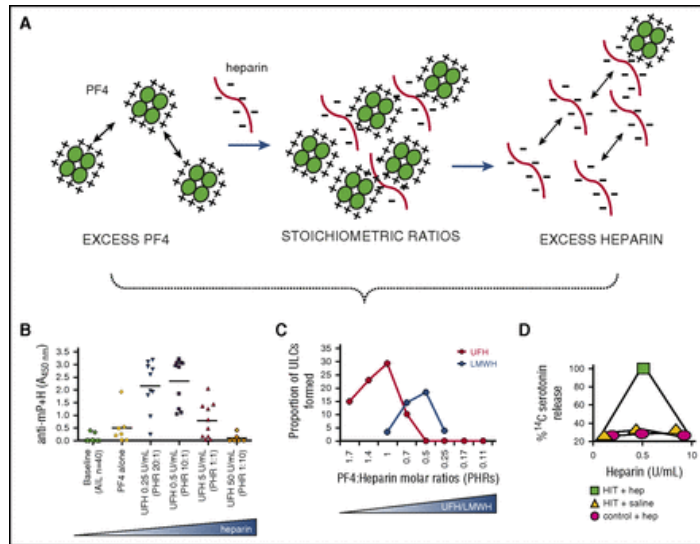 A
heparin
PF4
EXCESS PF4
STOICHIOMETRIC RATIOS
EXCESS HEPARIN
B
anti-mP+H (A450 nm)
3.5
3.0
2.5
2.0
1.5
1.0
0.5
0
Baseline
(A/L n=40)
PF4 alone
UFH 0.25 U/mL
(PHR 20:1)
UFH 0.5 U/mL
(PHR 10:1)
UFH 5 U/mL
(PHR 1:1)
UFH 50 U/mL
(PHR 1:10)
heparin
C
Proportion of ULCs
formed
40
35
30
25
20
15
10
5
0
UFH
LMWH
1.7
1.4
1
0.7
0.5
0.25
0.17
0.11
PF4:Heparin molar ratios (PHRs)
UFH/LMWH
D
% 14C serotonin
release
100
80
60
40
20
0
5
10
Heparin (U/mL)
HIT + hep
HIT + saline
control + hep